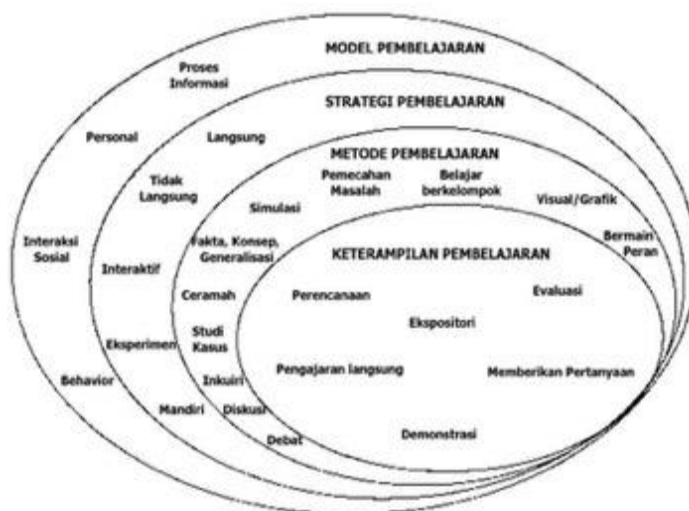 MODEL PEMBELAJARAN
Proses
Informasi
STRATEGI PEMBELAJARAN
Personal
Langsung
METODE PEMBELAJARAN
Pemecahan
Masalah
Belajar
berkelompok
Tidak
Langsung
Visual/Grafik
Simulasi
Bermain
Peran
Interaksi
Sosial
Fakta, Konsep,
Generalisasi
KETERAMPILAN PEMBELAJARAN
Interaktif
Evaluasi
Ceramah
Perencanaan
Ekspositori
Studi
Kasus
Eksperimen
Pengajaran langsung
Memberikan Pertanyaan
Behavior
Inkuiri
Mandiri
Diskusi
Demonstrasi
Debat